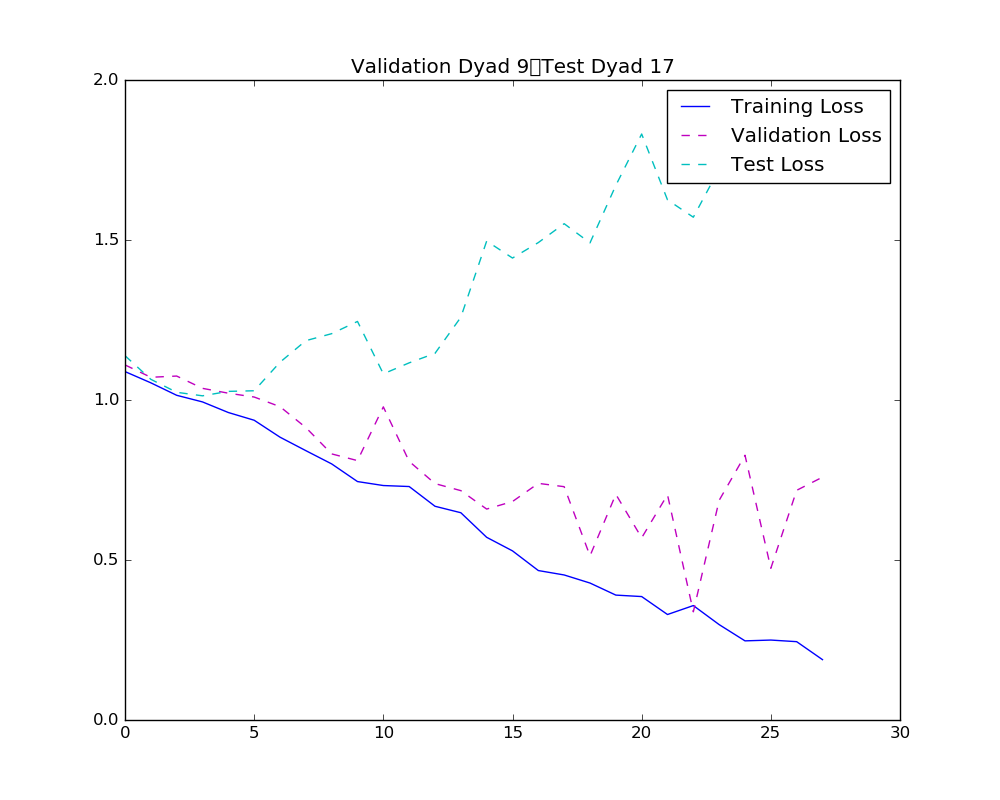 Validation Dyad 9▯Test Dyad 17
2.0
1.5
1.0
0.5
0.0
0 5 10 15 20 25 30
Training Loss
Validation Loss
Test Loss